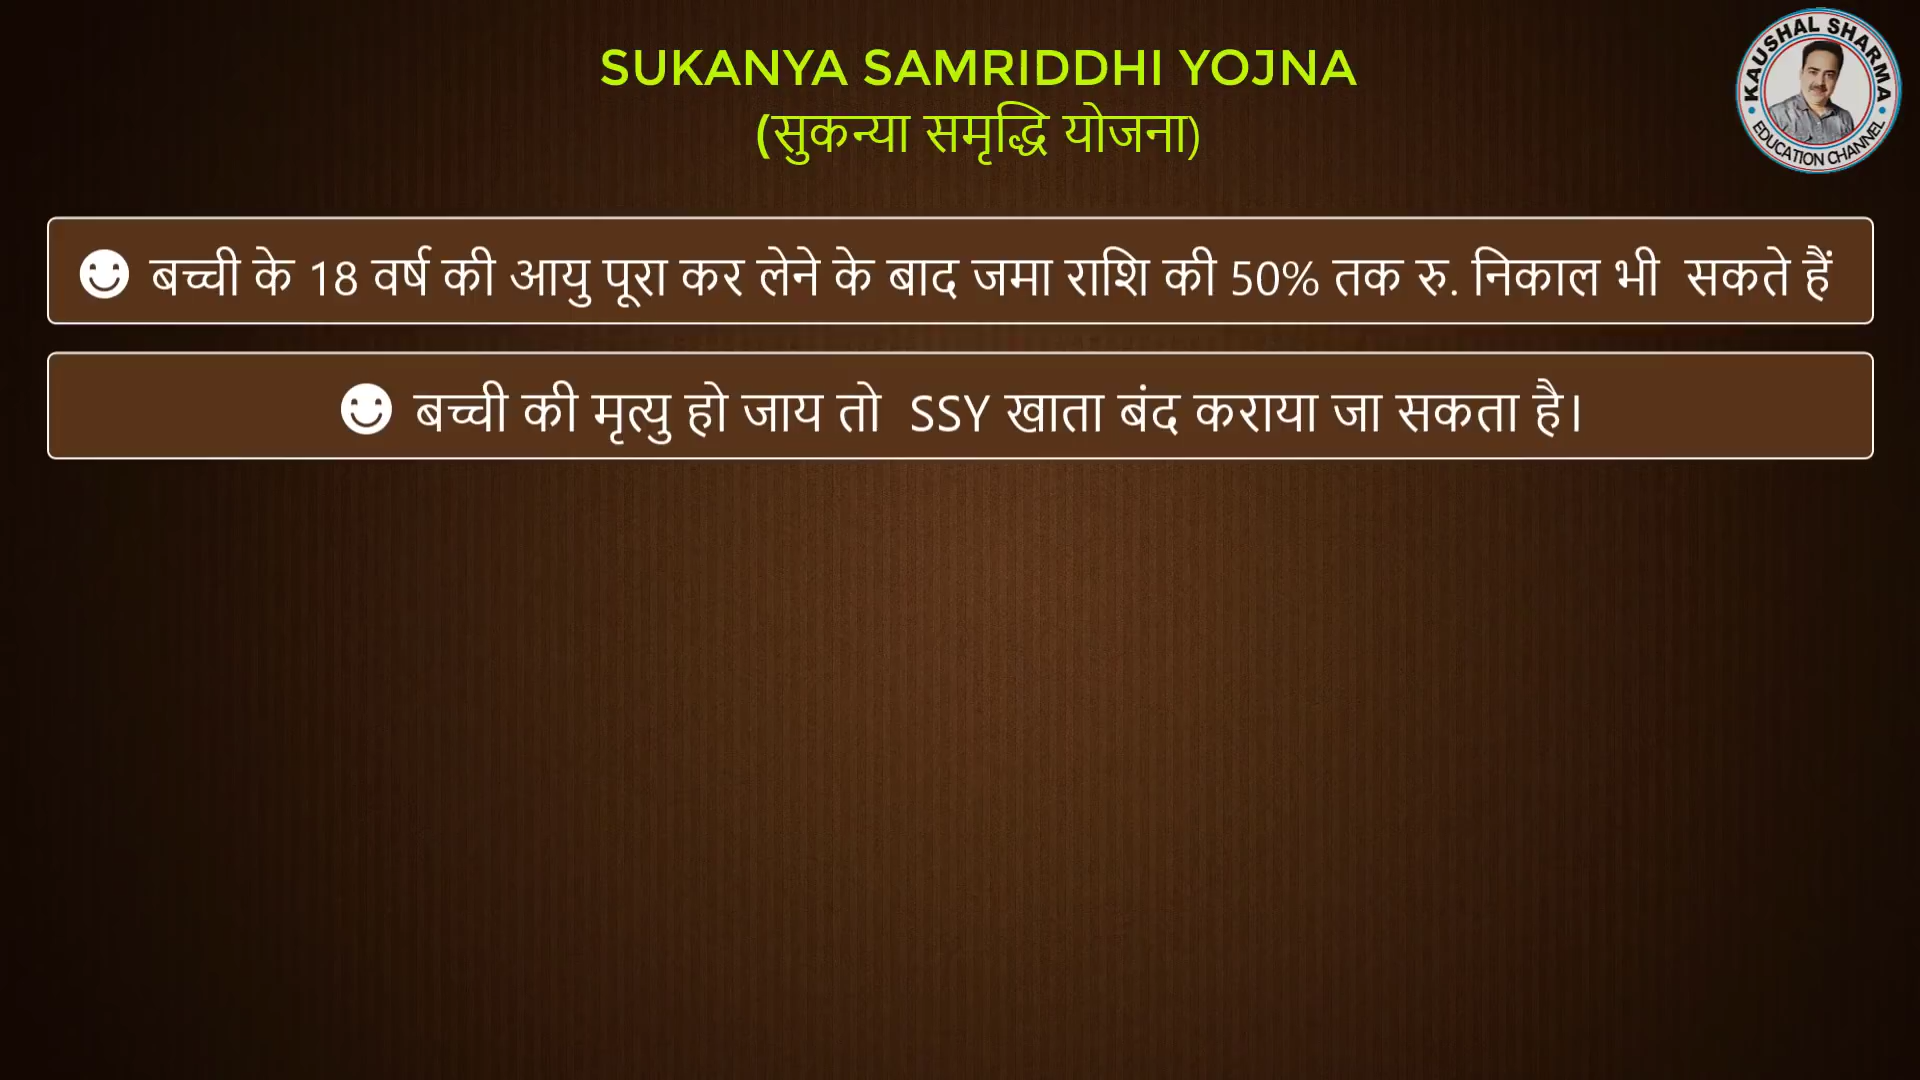 SUKANYA SAMRIDDHI YOJNA
(सुकन्या समृद्धि योजना)
KAUSHAL SHARMA
EDUCATION CHANNEL
बच्ची के 18 वर्ष की आयु पूरा कर लेने के बाद जमा राशि की 50% तक रु. निकाल भी सकते हैं
बच्ची की मृत्यु हो जाय तो SSY खाता बंद कराया जा सकता है।